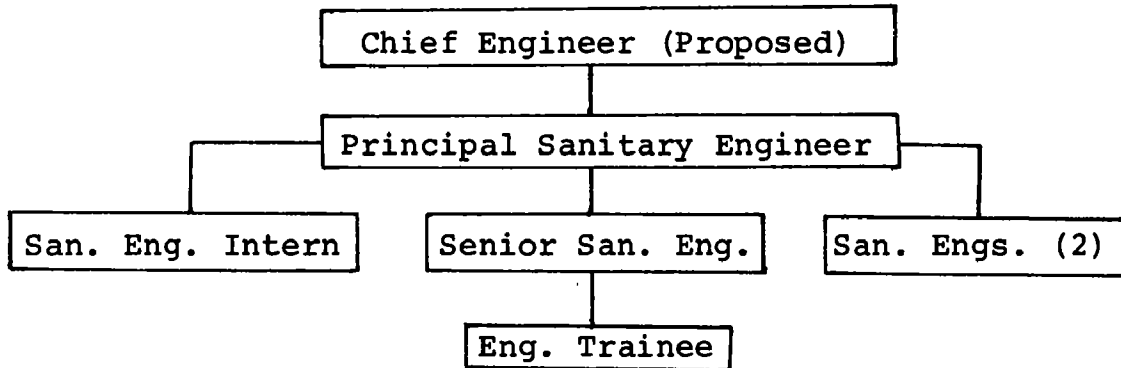 Chief Engineer (Proposed)
Principal Sanitary Engineer
San. Eng. Intern
Senior San. Eng.
San. Engs. (2)
Eng. Trainee